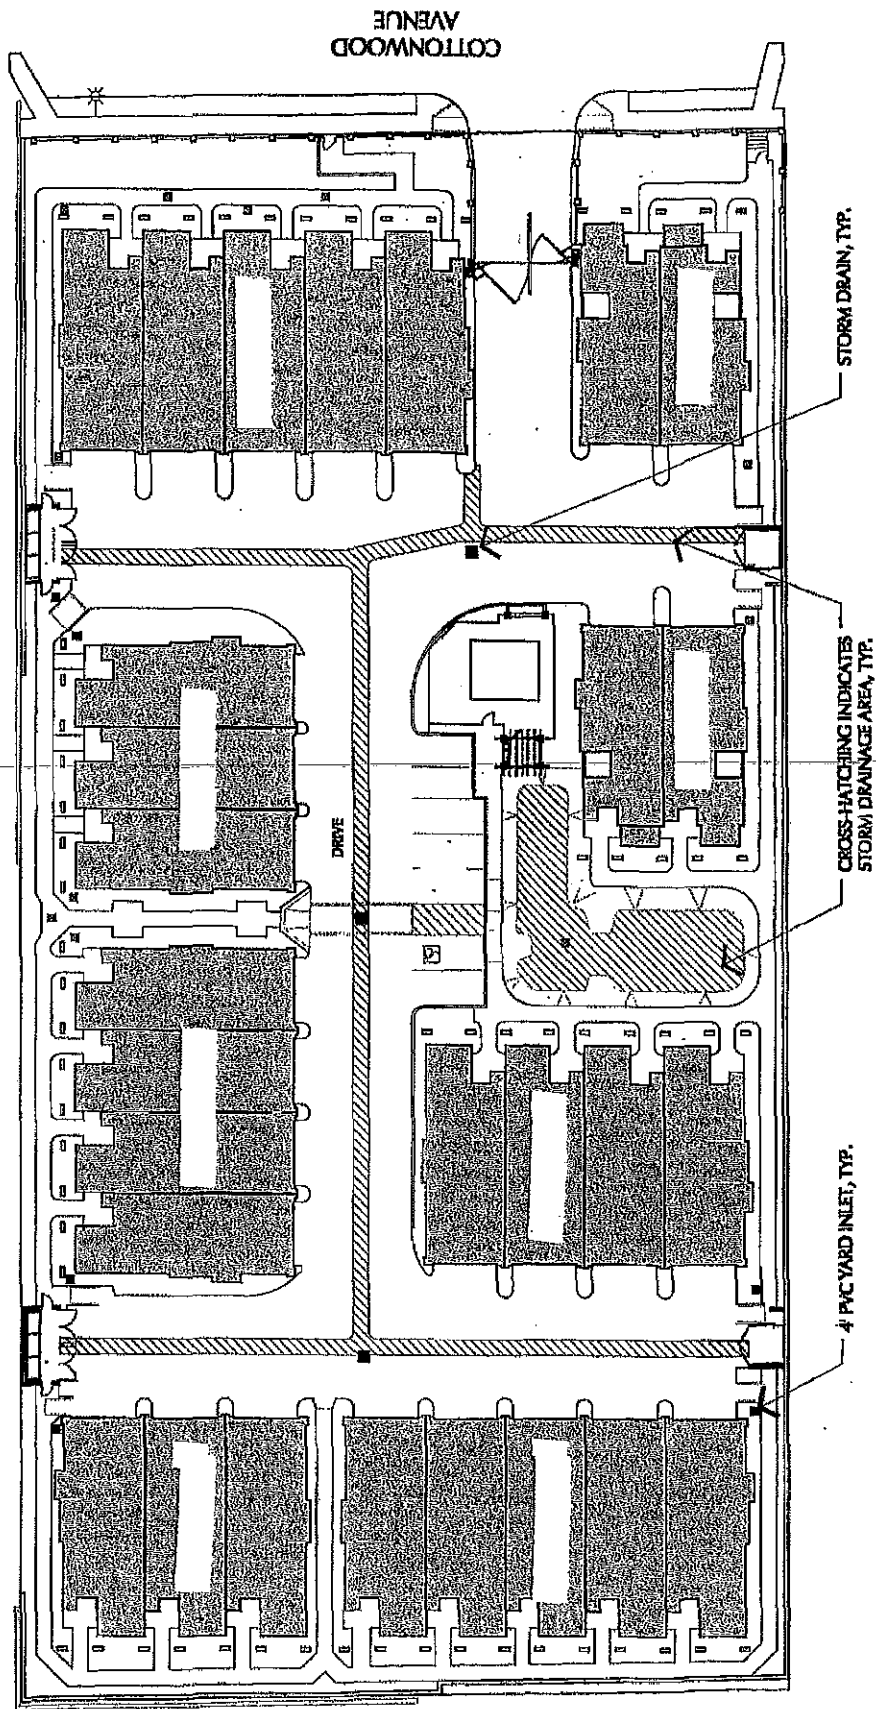 COTTONWOOD
AVENUE
STORM DRAIN, TYP.
DRIVE
CROSS-HATCHING INDICATES
STORM DRAINAGE AREA, TYP.
4" PVC YARD INLET, TYP.